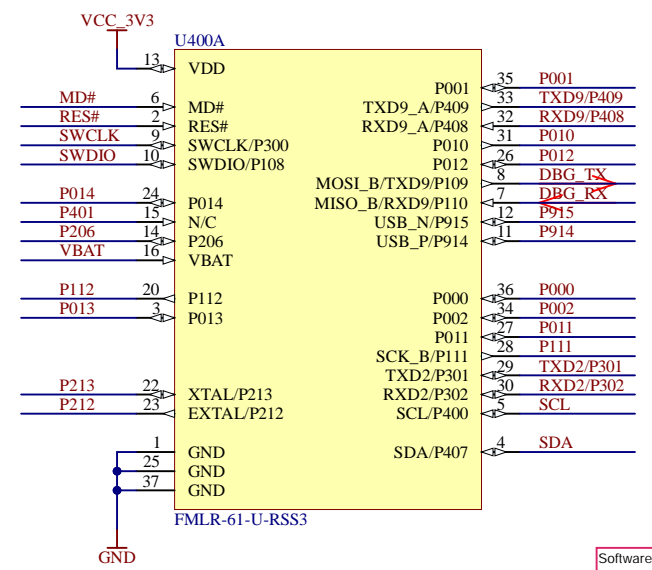 VCC_3V3
U400A
13 VDD
P001 35 P001
MD# 6 MD# TXD9_A/P409 33 TXD9/P409
RES# 2 RES# RXD9_A/P408 32 RXD9/P408
SWCLK 9 SWCLK/P300 P010 31 P010
SWDIO 10 SWDIO/P108 P012 26 P012
MOSI_B/TXD9/P109 8 DBG_TX
P014 24 P014 MISO_B/RXD9/P110 7 DBG_RX
P401 15 N/C USB_N/P915 12 P915
P206 14 P206 USB_P/P914 11 P914
VBAT 16 VBAT
P112 20 P112 P000 36 P000
P013 3 P013 P002 34 P002
P011 27 P011
SCK_B/P111 28 P111
TXD2/P301 29 TXD2/P301
P213 22 XTAL/P213 RXD2/P302 30 RXD2/P302
P212 23 EXTAL/P212 SCL/P400 5 SCL
1 GND SDA/P407 4 SDA
25 GND
37 GND
FMLR-61-U-RSS3
GND
Software